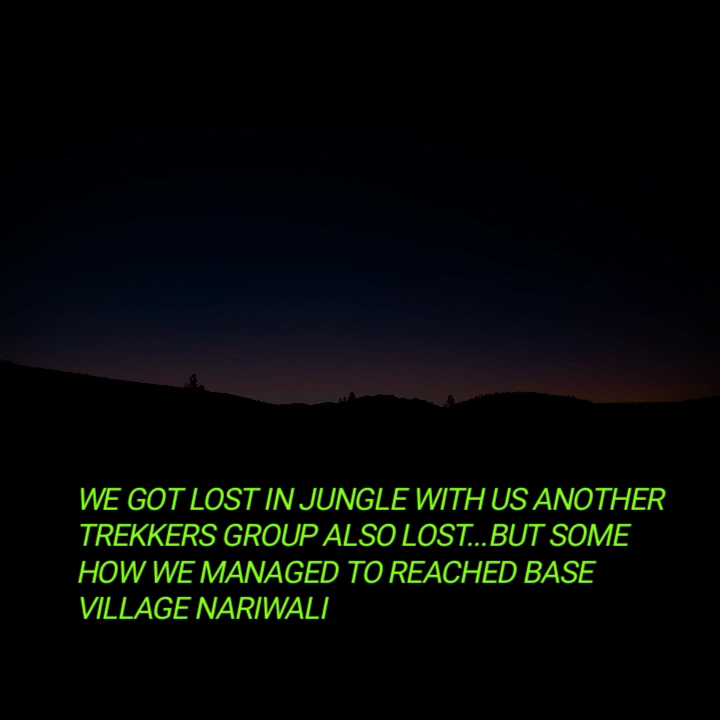 WE GOT LOST IN JUNGLE WITH US ANOTHER
TREKKERS GROUP ALSO LOST...BUT SOME
HOW WE MANAGED TO REACHED BASE
VILLAGE NARIWALI